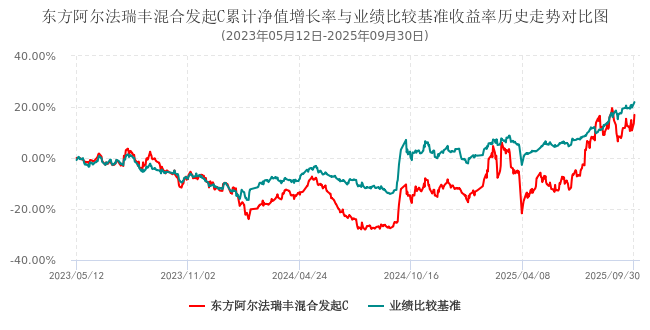 东方阿尔法瑞丰混合发起C累计净值增长率与业绩比较基准收益率历史走势对比图
(2023年05月12日-2025年09月30日)
40.00%
20.00%
0.00%
-20.00%
-40.00%
2023/05/12 2023/11/02 2024/04/24 2024/10/16 2025/04/08 2025/09/30
东方阿尔法瑞丰混合发起C 业绩比较基准